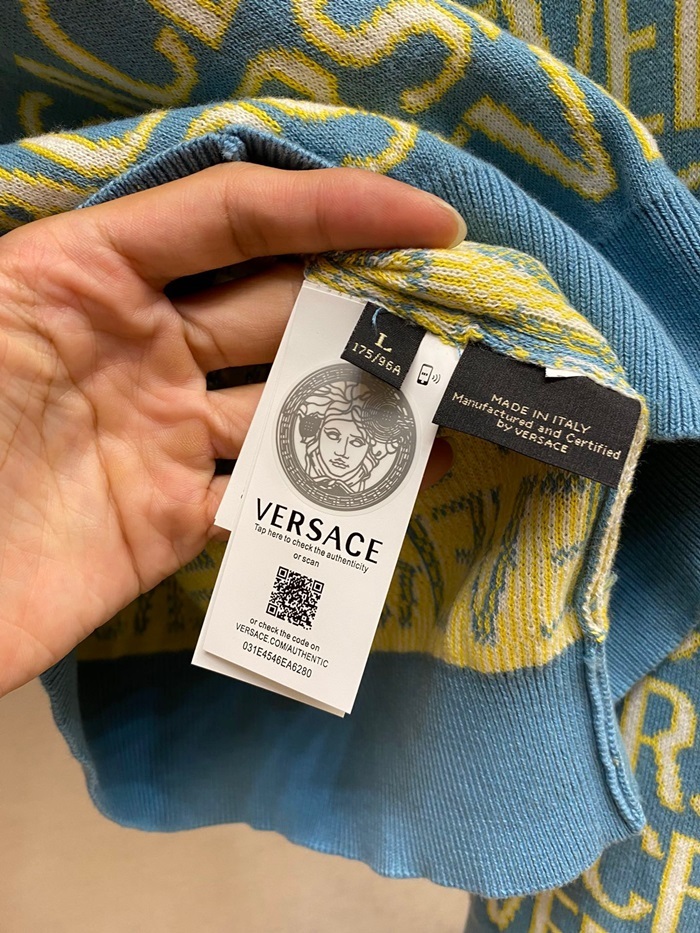 L
175/96A
MADE IN ITALY
Manufactured and Certified
by VERSACE
VERSACE
Tap here to check the authenticity
or scan
or check the code on
VERSACE.COM/AUTHENTIC
031E4546EA6280